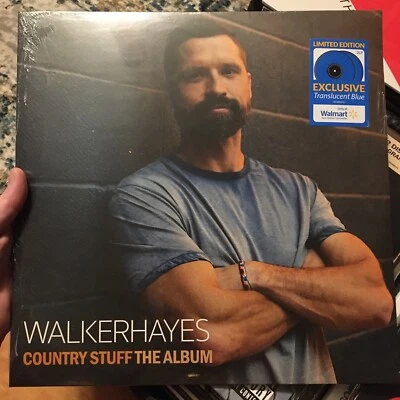 LIMITED EDITION
EXCLUSIVE
Translucent Blue
Walmart
WALKERHAYES
COUNTRY STUFF THE ALBUM